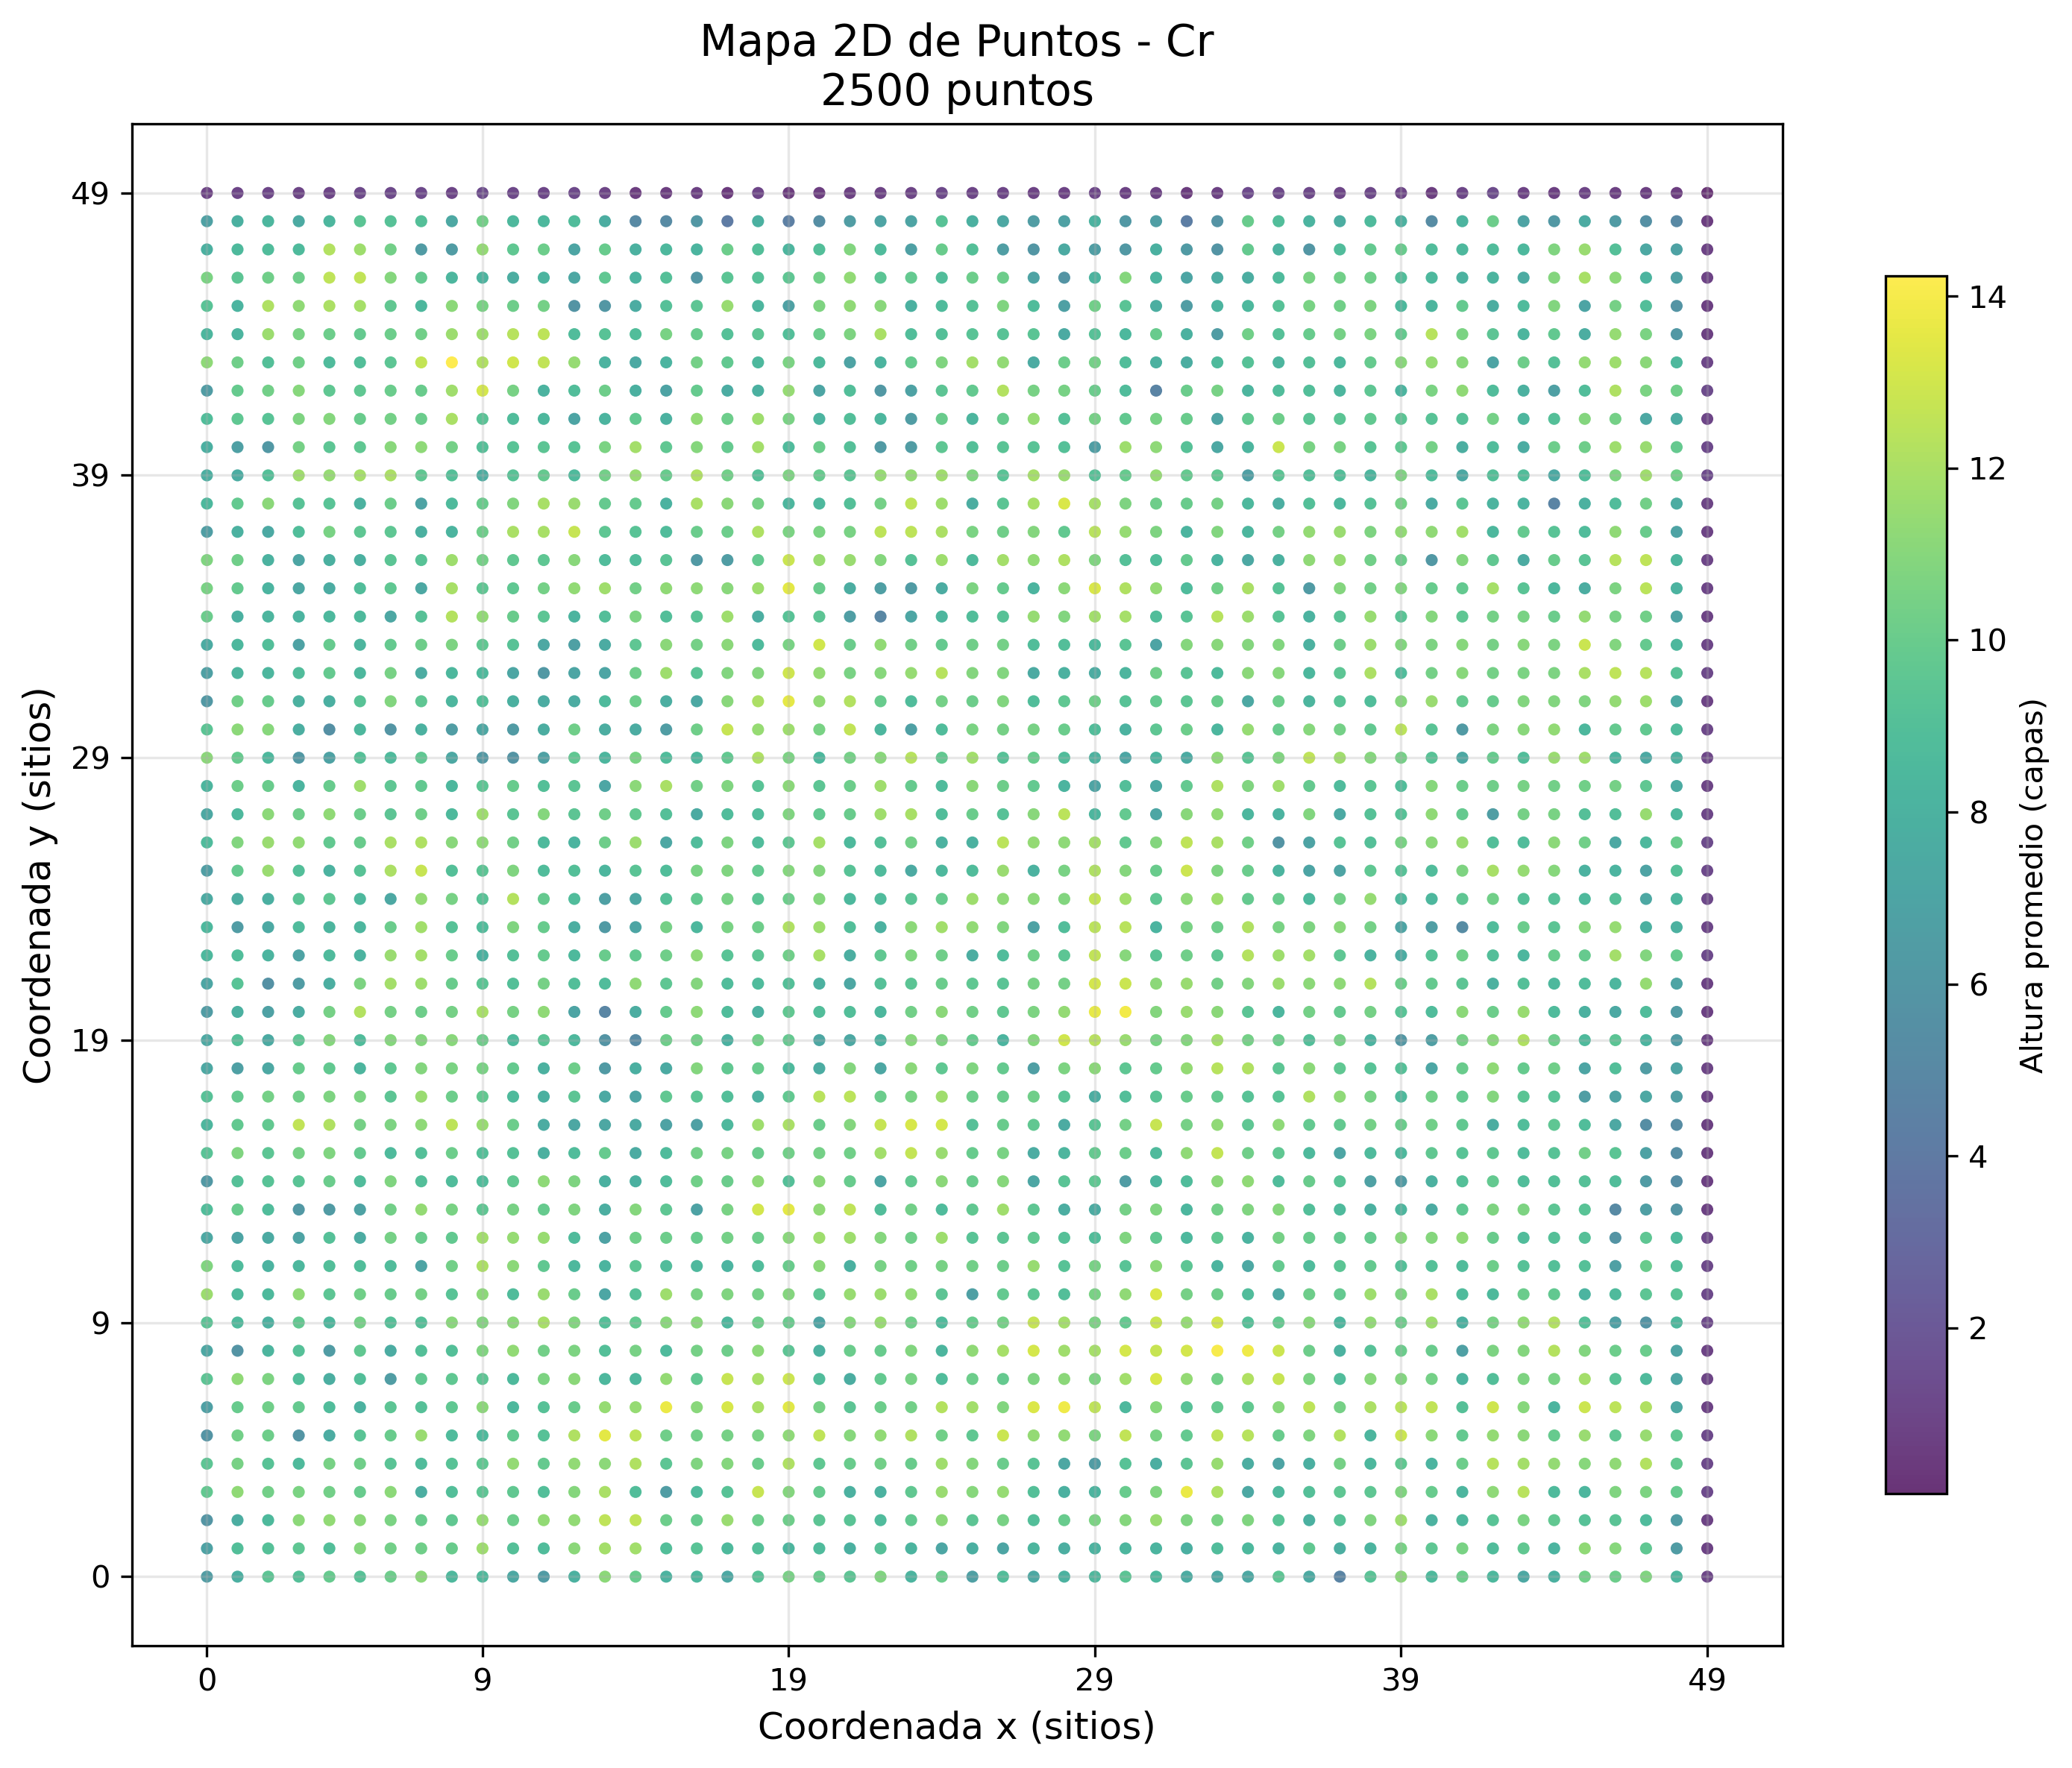 Mapa 2D de Puntos - Cr
2500 puntos
Coordenada y (sitios)
49
39
29
19
9
0
0 9 19 29 39 49
Coordenada x (sitios)
14
12
10
8
6
4
2
Altura promedio (capas)